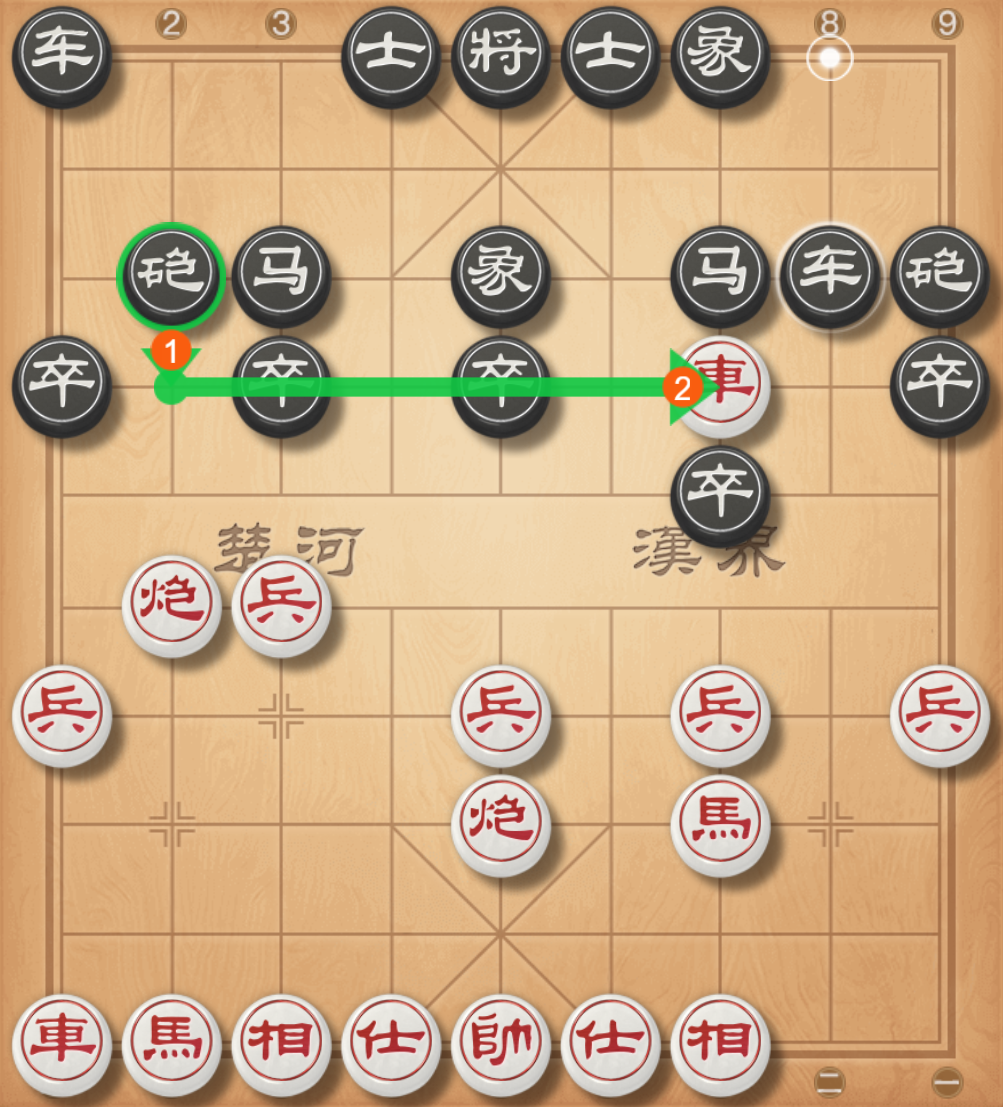 2 3 8 9
车 士 将 士 象
砲 马 象 马 车 砲
1
卒 卒 卒 2 車 卒
卒
楚河 漢界
炮 兵
兵 兵 兵 兵
炮 馬
車 馬 相 仕 帥 仕 相
二 一